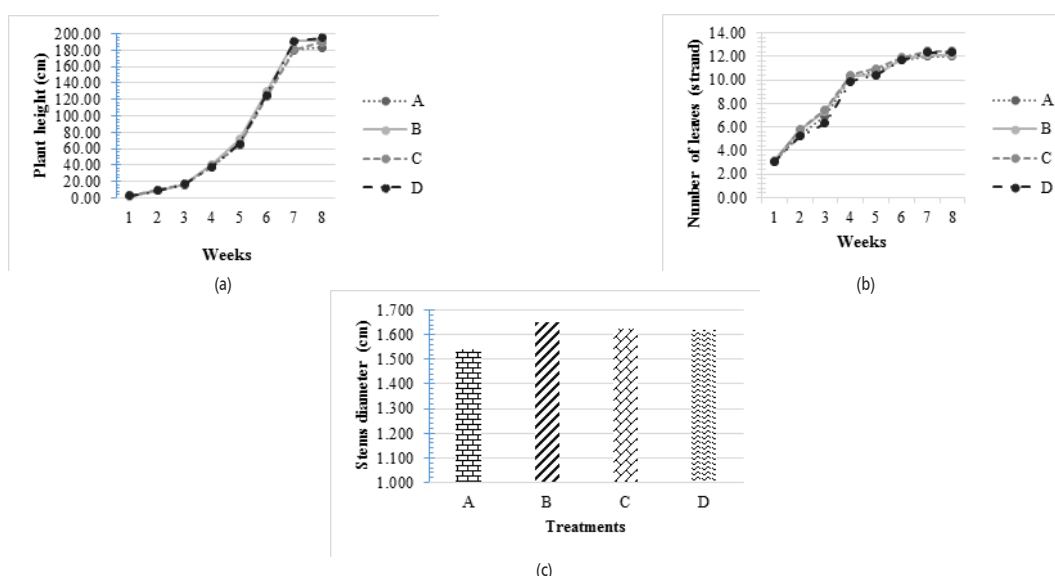 Plant height (cm)
200.00
180.00
160.00
140.00
120.00
100.00
80.00
60.00
40.00
20.00
0.00
1 2 3 4 5 6 7 8
Weeks
A
B
C
D
(a)
Number of leaves (strand)
14.00
12.00
10.00
8.00
6.00
4.00
2.00
0.00
1 2 3 4 5 6 7 8
Weeks
A
B
C
D
(b)
Stems diameter (cm)
1.700
1.600
1.500
1.400
1.300
1.200
1.100
1.000
A B C D
Treatments
(c)